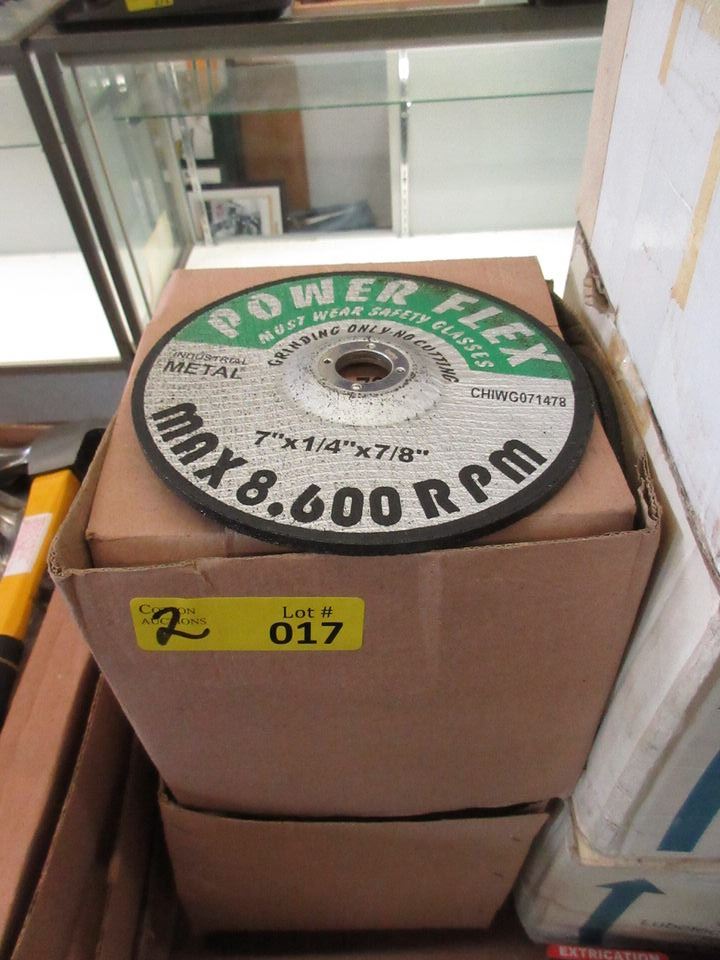 POWER FLEX
MUST WEAR SAFETY GLASSES
GRINDING ONLY NO CUTTING
INDUSTRIAL
METAL
CHIWG071478
7"x1/4"x7/8"
MAX 8.600 RPM
2
Lot #
AUCTIONS
017
EXTRICATION